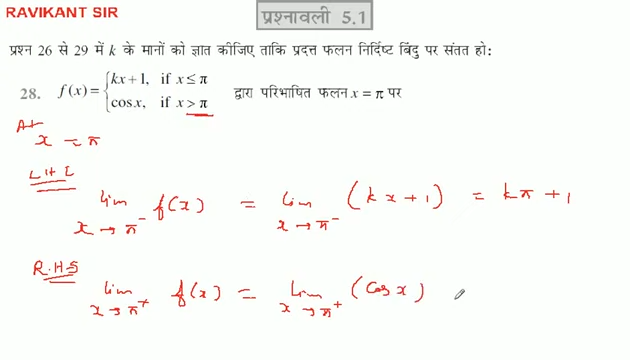 RAVIKANT SIR
प्रश्नावली 5.1
प्रश्न 26 से 29 में k के मानों को ज्ञात कीजिए ताकि प्रदत्त फलन निर्दिष्ट बिंदु पर संतत हो:
28. f(x) = { kx + 1, if x ≤ π
cos x, if x > π द्वारा परिभाषित फलन x = π पर
At
x = π
L H L
lim x → π⁻ f(x) = lim x → π⁻ (kx + 1) = kπ + 1
R.H.S
lim x → π⁺ f(x) = lim x → π⁺ (Cos x)